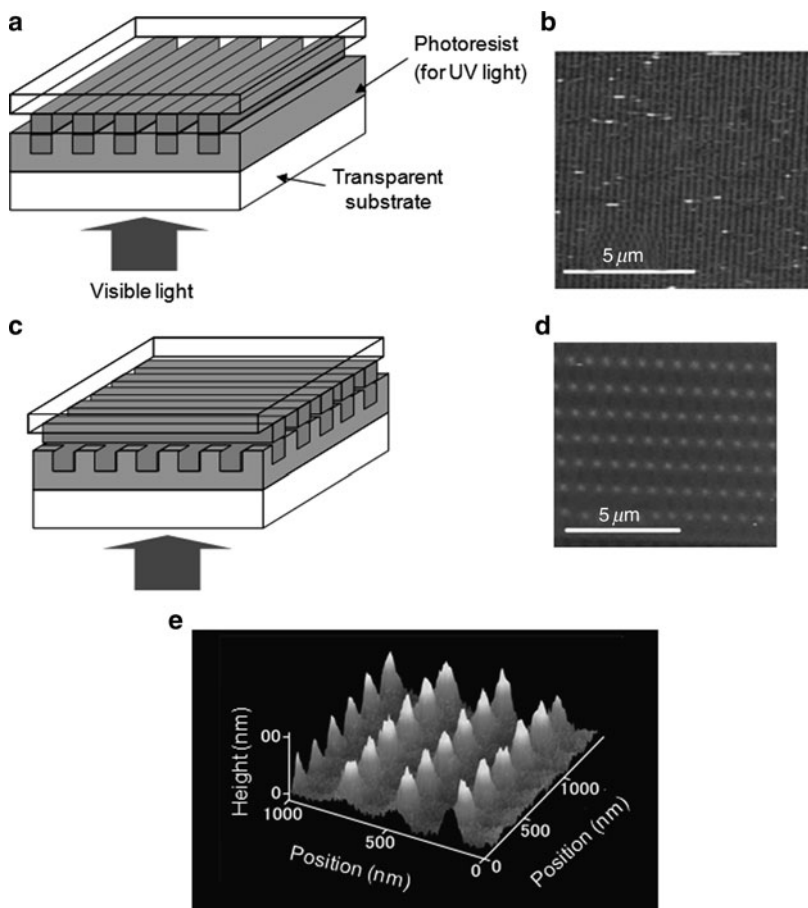 a
b
Photoresist
(for UV light)
Transparent
substrate
Visible light
5 μm
c
d
5 μm
e
Height (nm)
00
0
1000
500
0
Position (nm)
0
500
1000
Position (nm)